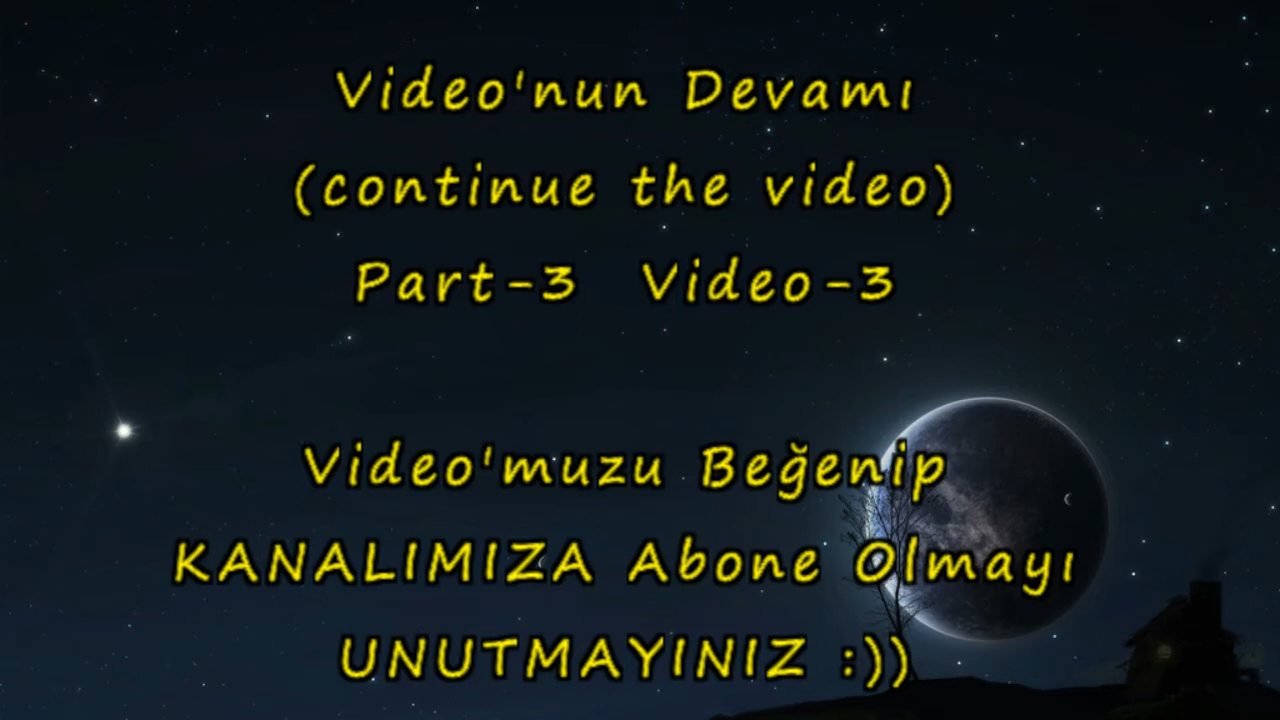 Video'nun Devamı
(continue the video)
Part-3 Video-3
Video'muzu Beğenip
KANALIMIZA Abone Olmayı
UNUTMAYINIZ :))